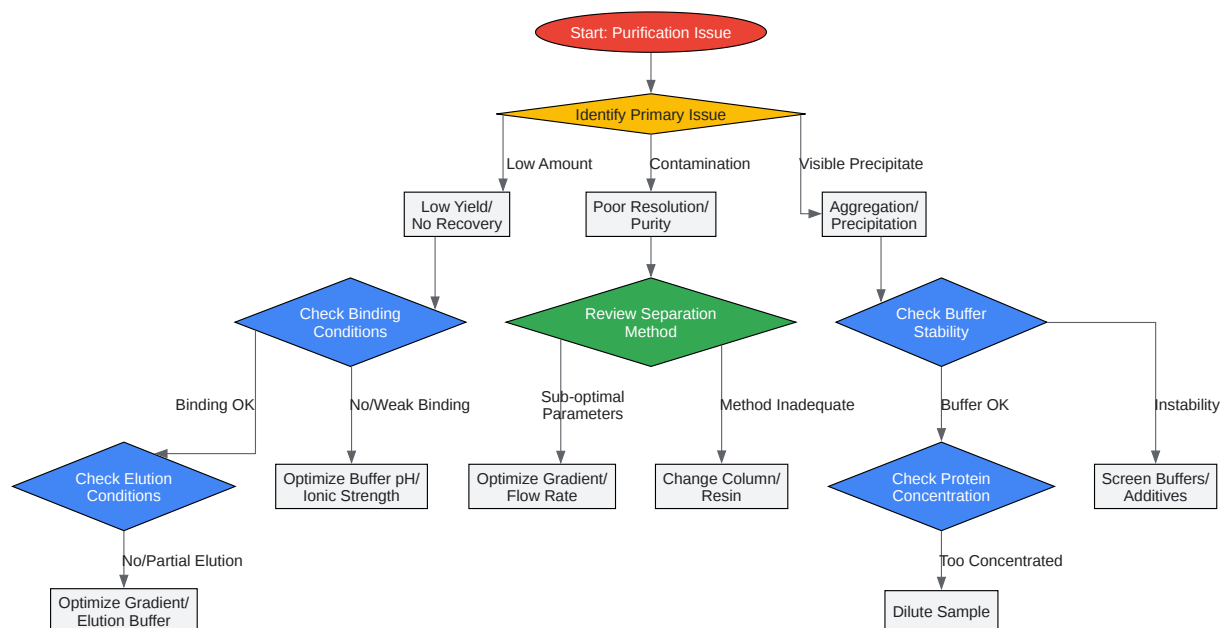 Start: Purification Issue
Identify Primary Issue
Low Amount
Contamination
Visible Precipitate
Low Yield/
No Recovery
Poor Resolution/
Purity
Aggregation/
Precipitation
Check Binding
Conditions
Review Separation
Method
Check Buffer
Stability
Binding OK
No/Weak Binding
Sub-optimal
Parameters
Method Inadequate
Buffer OK
Instability
Check Elution
Conditions
Optimize Buffer pH/
Ionic Strength
Optimize Gradient/
Flow Rate
Change Column/
Resin
Check Protein
Concentration
Screen Buffers/
Additives
No/Partial Elution
Too Concentrated
Optimize Gradient/
Elution Buffer
Dilute Sample